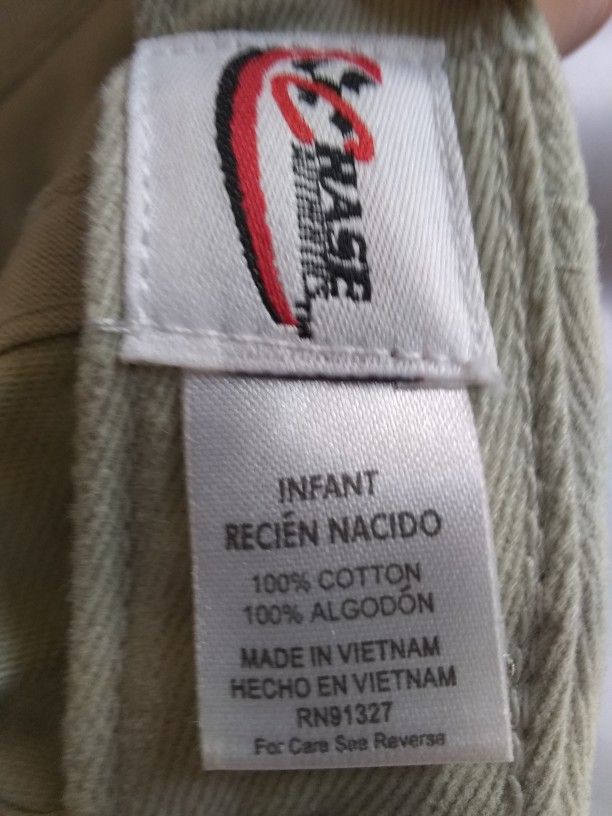 CHASE
AUTHENTICS
TM
INFANT
RECIÉN NACIDO
100% COTTON
100% ALGODÓN
MADE IN VIETNAM
HECHO EN VIETNAM
RN91327
For Care See Reverse